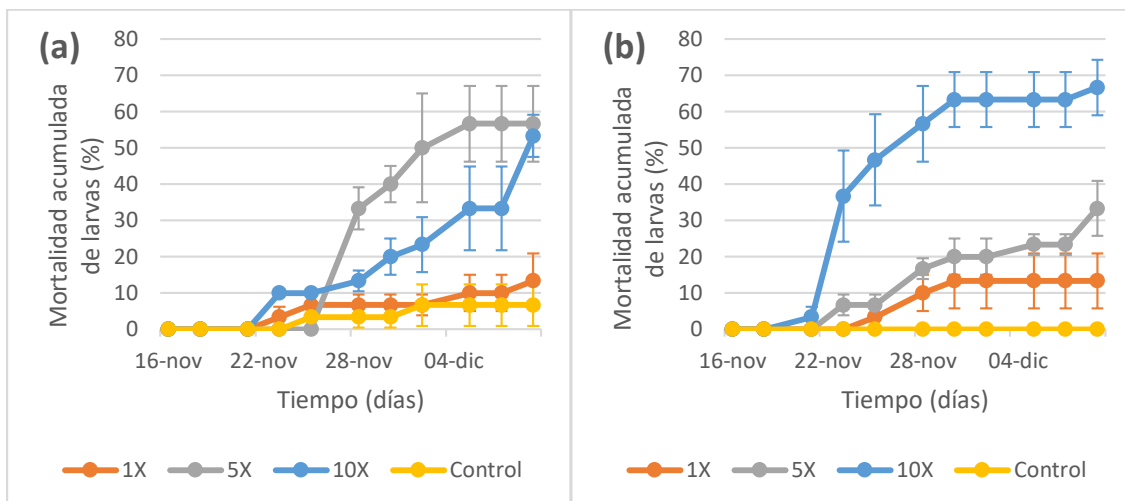 (a)
Mortalidad acumulada
de larvas (%)
80
70
60
50
40
30
20
10
0
16-nov 22-nov 28-nov 04-dic
Tiempo (días)
1X 5X 10X Control
(b)
Mortalidad acumulada
de larvas (%)
80
70
60
50
40
30
20
10
0
16-nov 22-nov 28-nov 04-dic
Tiempo (días)
1X 5X 10X Control